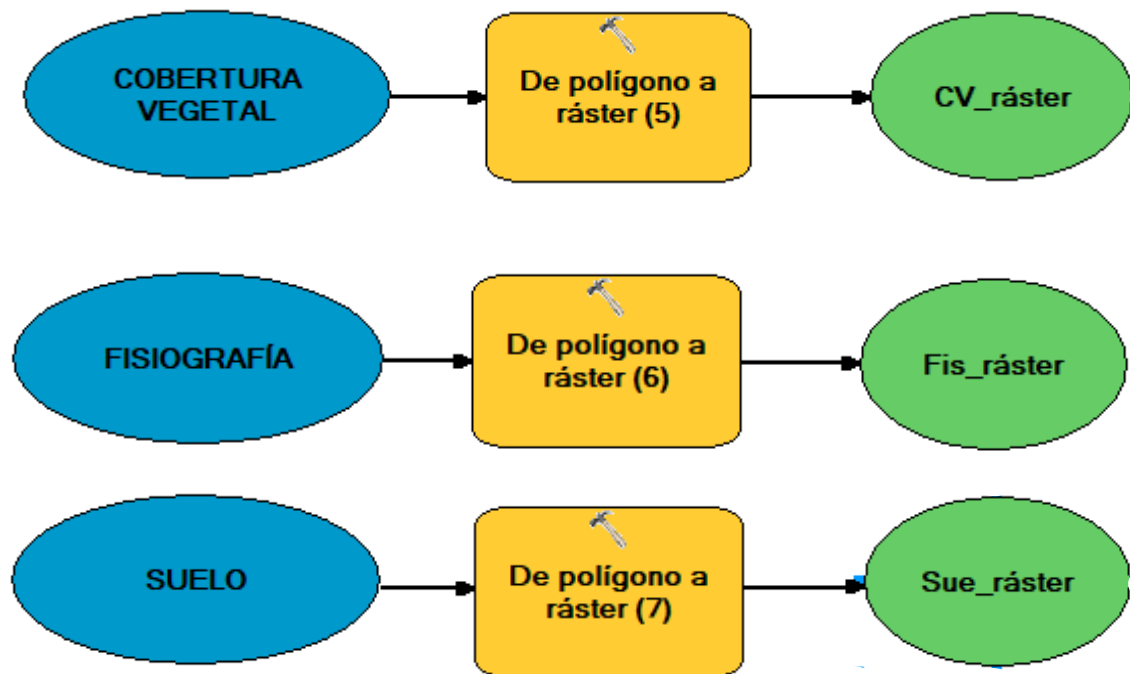 COBERTURA
VEGETAL
De polígono a
ráster (5)
CV_ráster
FISIOGRAFÍA
De polígono a
ráster (6)
Fis_ráster
SUELO
De polígono a
ráster (7)
Sue_ráster